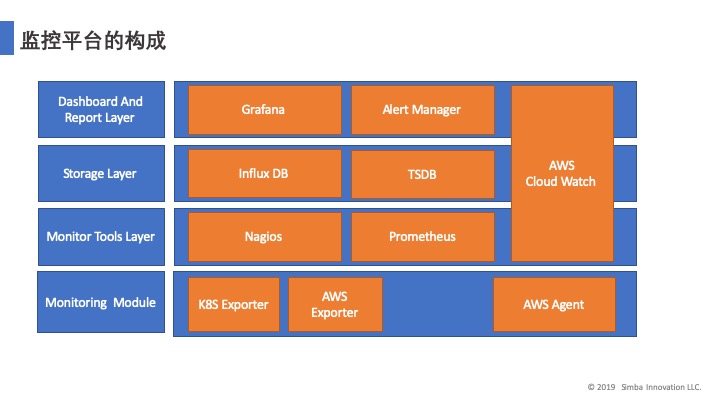 监控平台的构成
Dashboard And
Report Layer
Grafana
Alert Manager
AWS
Cloud Watch
Storage Layer
Influx DB
TSDB
Monitor Tools Layer
Nagios
Prometheus
Monitoring Module
K8S Exporter
AWS
Exporter
AWS Agent
© 2019 Simba Innovation LLC.